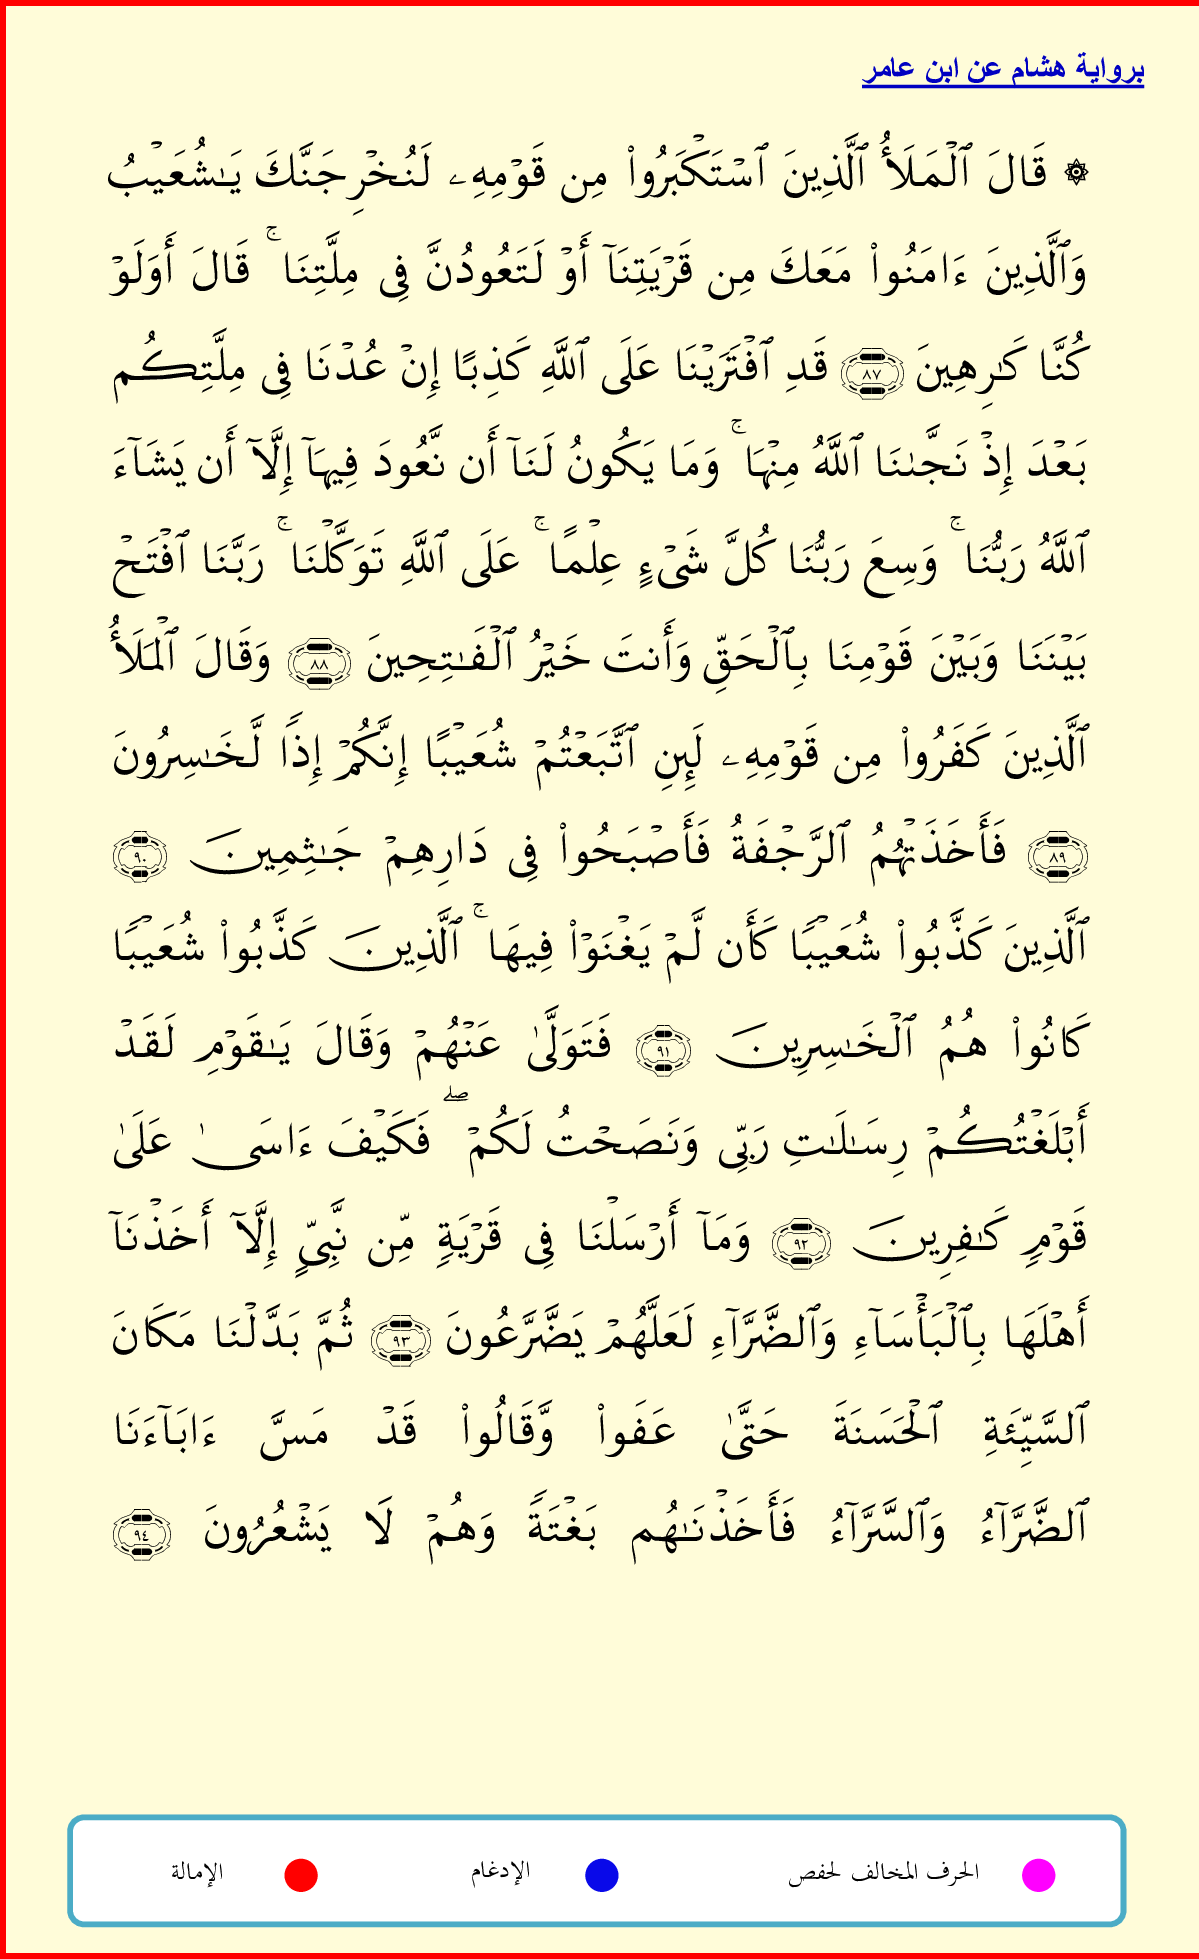 برواية هشام عن ابن عامر
۞ قَالَ ٱلۡمَلَأُ ٱلَّذِينَ ٱسۡتَكۡبَرُواْ مِن قَوۡمِهِۦ لَنُخۡرِجَنَّكَ يَٰشُعَيۡبُ
وَٱلَّذِينَ ءَامَنُواْ مَعَكَ مِن قَرۡيَتِنَآ أَوۡ لَتَعُودُنَّ فِي مِلَّتِنَاۚ قَالَ أَوَلَوۡ
كُنَّا كَٰرِهِينَ ٨٧ قَدِ ٱفۡتَرَيۡنَا عَلَى ٱللَّهِ كَذِبًا إِنۡ عُدۡنَا فِي مِلَّتِكُم
بَعۡدَ إِذۡ نَجَّىٰنَا ٱللَّهُ مِنۡهَاۚ وَمَا يَكُونُ لَنَآ أَن نَّعُودَ فِيهَآ إِلَّآ أَن يَشَآءَ
ٱللَّهُ رَبُّنَاۚ وَسِعَ رَبُّنَا كُلَّ شَيۡءٍ عِلۡمًاۚ عَلَى ٱللَّهِ تَوَكَّلۡنَاۚ رَبَّنَا ٱفۡتَحۡ
بَيۡنَنَا وَبَيۡنَ قَوۡمِنَا بِٱلۡحَقِّ وَأَنتَ خَيۡرُ ٱلۡفَٰتِحِينَ ٨٨ وَقَالَ ٱلۡمَلَأُ
ٱلَّذِينَ كَفَرُواْ مِن قَوۡمِهِۦ لَئِنِ ٱتَّبَعۡتُمۡ شُعَيۡبًا إِنَّكُمۡ إِذٗا لَّخَٰسِرُونَ
٨٩ فَأَخَذَتۡهُمُ ٱلرَّجۡفَةُ فَأَصۡبَحُواْ فِي دَارِهِمۡ جَٰثِمِينَ ٩٠
ٱلَّذِينَ كَذَّبُواْ شُعَيۡبٗا كَأَن لَّمۡ يَغۡنَوۡاْ فِيهَاۚ ٱلَّذِينَ كَذَّبُواْ شُعَيۡبٗا
كَانُواْ هُمُ ٱلۡخَٰسِرِينَ ٩١ فَتَوَلَّىٰ عَنۡهُمۡ وَقَالَ يَٰقَوۡمِ لَقَدۡ
أَبۡلَغۡتُكُمۡ رِسَٰلَٰتِ رَبِّي وَنَصَحۡتُ لَكُمۡۖ فَكَيۡفَ ءَاسَىٰ عَلَىٰ
قَوۡمٖ كَٰفِرِينَ ٩٢ وَمَآ أَرۡسَلۡنَا فِي قَرۡيَةٖ مِّن نَّبِيٍّ إِلَّآ أَخَذۡنَآ
أَهۡلَهَا بِٱلۡبَأۡسَآءِ وَٱلضَّرَّآءِ لَعَلَّهُمۡ يَضَّرَّعُونَ ٩٣ ثُمَّ بَدَّلۡنَا مَكَانَ
ٱلسَّيِّئَةِ ٱلۡحَسَنَةَ حَتَّىٰ عَفَواْ وَّقَالُواْ قَدۡ مَسَّ ءَابَآءَنَا
ٱلضَّرَّآءُ وَٱلسَّرَّآءُ فَأَخَذۡنَٰهُم بَغۡتَةٗ وَهُمۡ لَا يَشۡعُرُونَ ٩٤
الحرف المخالف لحفص الإدغام الإمالة